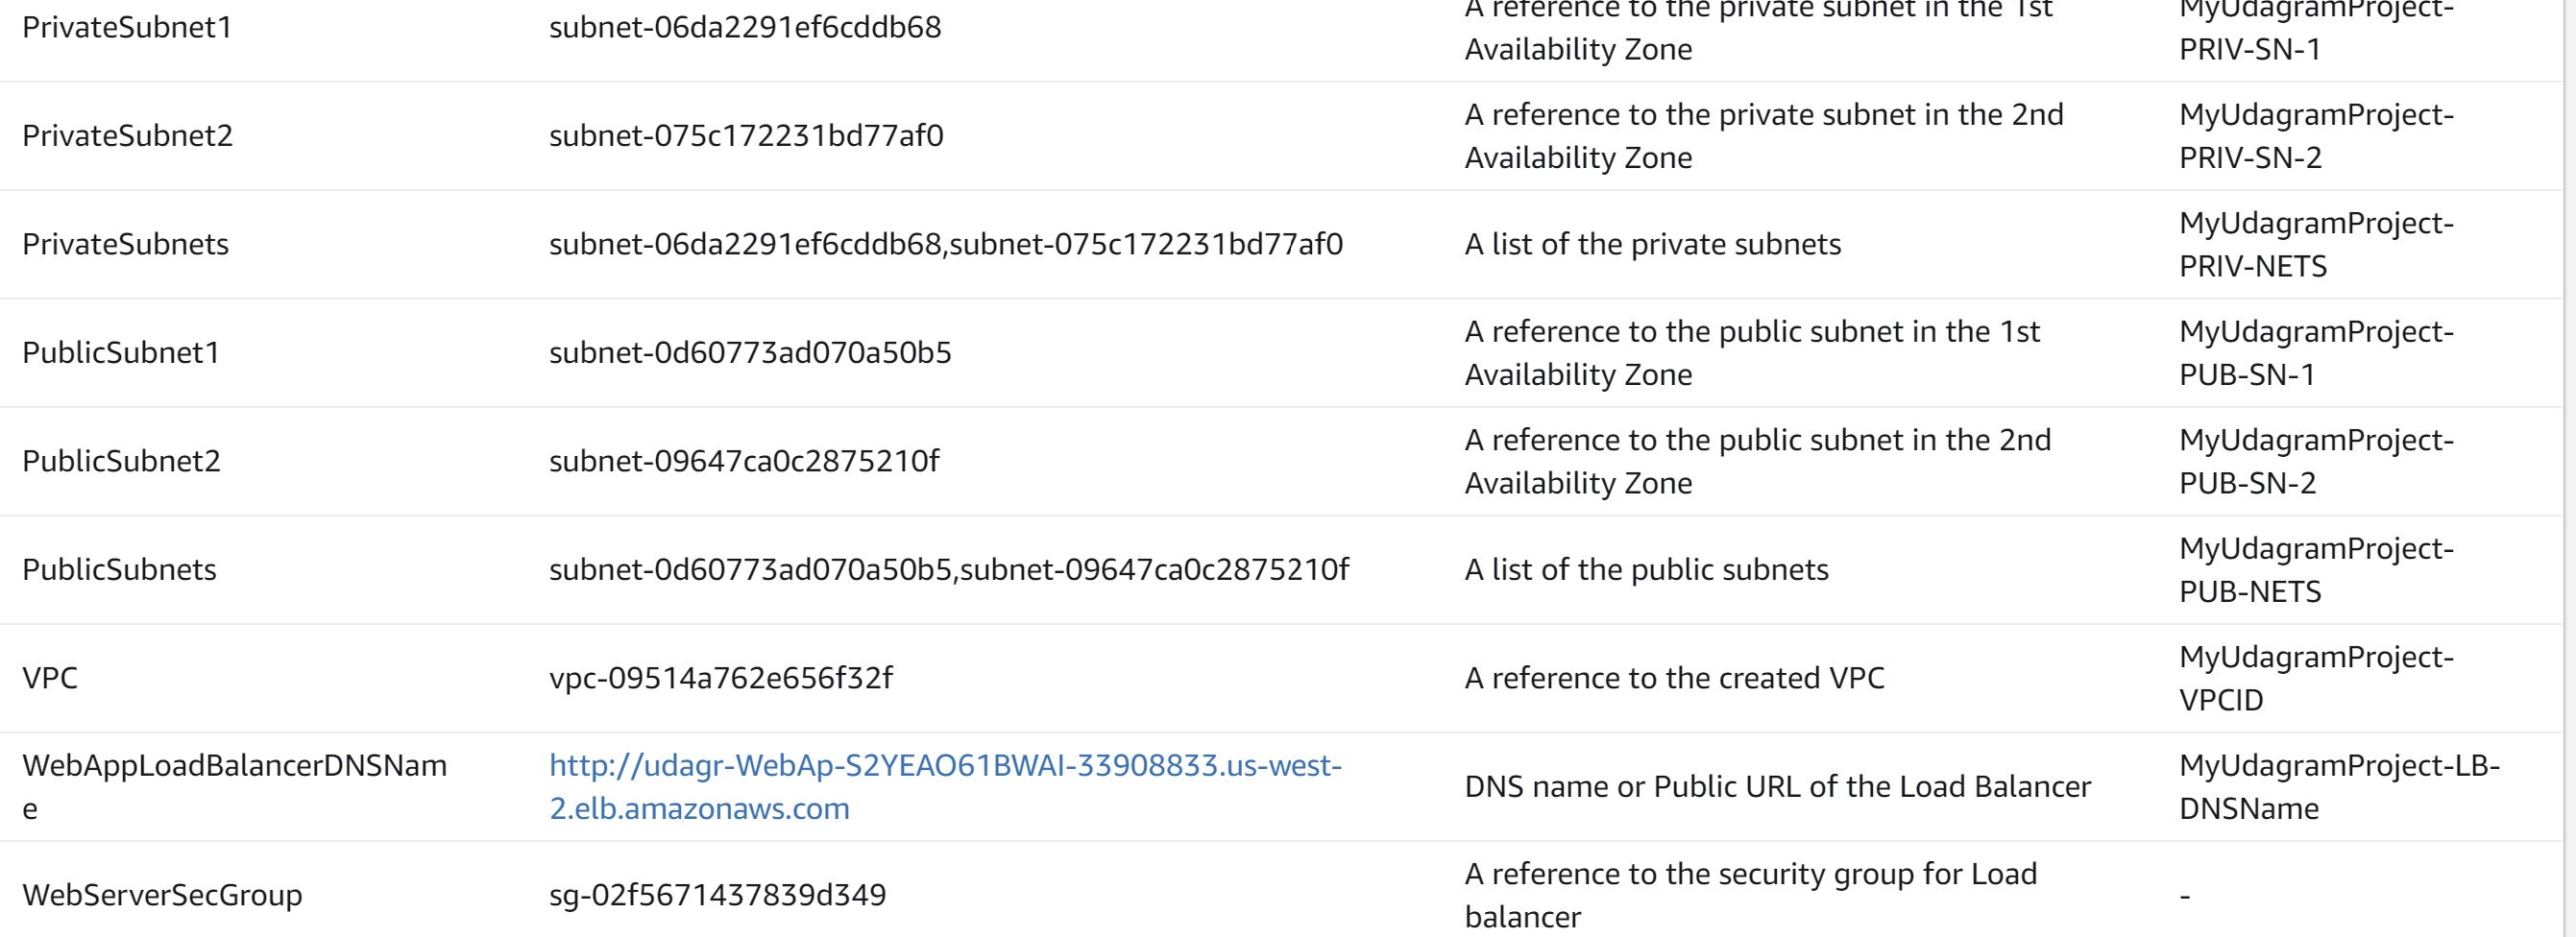 A reference to the private subnet in the 1st
MyUdagramProject-
PrivateSubnet1
subnet-06da2291ef6cddb68
Availability Zone
PRIV-SN-1
A reference to the private subnet in the 2nd
MyUdagramProject-
PrivateSubnet2
subnet-075c172231bd77af0
Availability Zone
PRIV-SN-2
MyUdagramProject-
PrivateSubnets
subnet-06da2291ef6cddb68,subnet-075c172231bd77af0
A list of the private subnets
PRIV-NETS
A reference to the public subnet in the 1st
MyUdagramProject-
PublicSubnet1
subnet-0d60773ad070a50b5
Availability Zone
PUB-SN-1
A reference to the public subnet in the 2nd
MyUdagramProject-
PublicSubnet2
subnet-09647ca0c2875210f
Availability Zone
PUB-SN-2
MyUdagramProject-
PublicSubnets
subnet-0d60773ad070a50b5,subnet-09647ca0c2875210f
A list of the public subnets
PUB-NETS
MyUdagramProject-
VPC
vpc-09514a762e656f32f
A reference to the created VPC
VPCID
WebAppLoadBalancerDNSNam
e
http://udagr-WebAp-S2YEAO61BWAI-33908833.us-west-
2.elb.amazonaws.com
DNS name or Public URL of the Load Balancer
MyUdagramProject-LB-
DNSName
WebServerSecGroup
sg-02f5671437839d349
A reference to the security group for Load
balancer
-